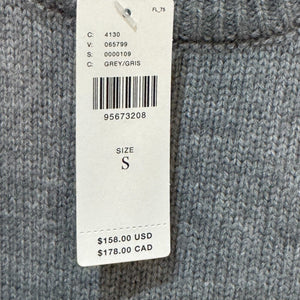 FL_75
C: 4130
V: 065799
S: 0000109
C: GREY/GRIS
95673208
SIZE
S
$158.00 USD
$178.00 CAD